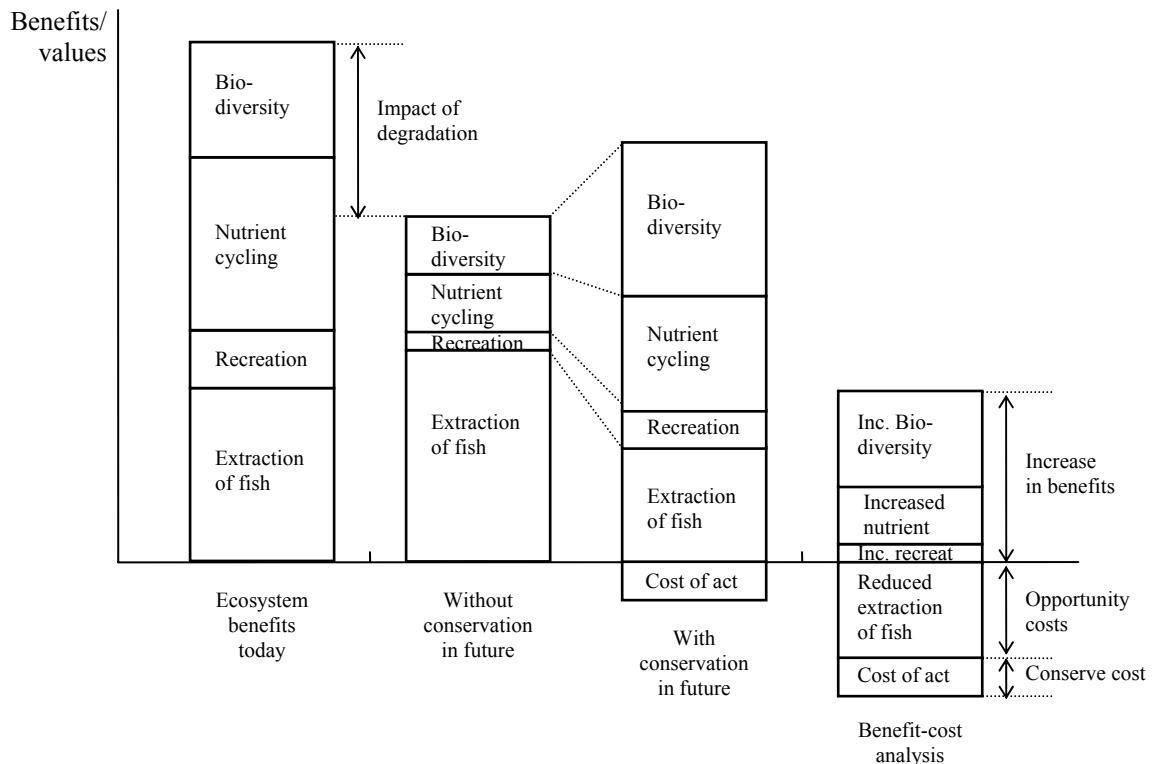 Benefits/
values
Bio-
diversity
Nutrient
cycling
Recreation
Extraction
of fish
Impact of
degradation
Bio-
diversity
Nutrient
cycling
Recreation
Extraction
of fish
Bio-
diversity
Nutrient
cycling
Recreation
Extraction
of fish
Cost of act
Inc. Bio-
diversity
Increased
nutrient
Inc. recreat
Reduced
extraction
of fish
Cost of act
Increase
in benefits
Opportunity
costs
Conserve cost
Ecosystem
benefits
today
Without
conservation
in future
With
conservation
in future
Benefit-cost
analysis